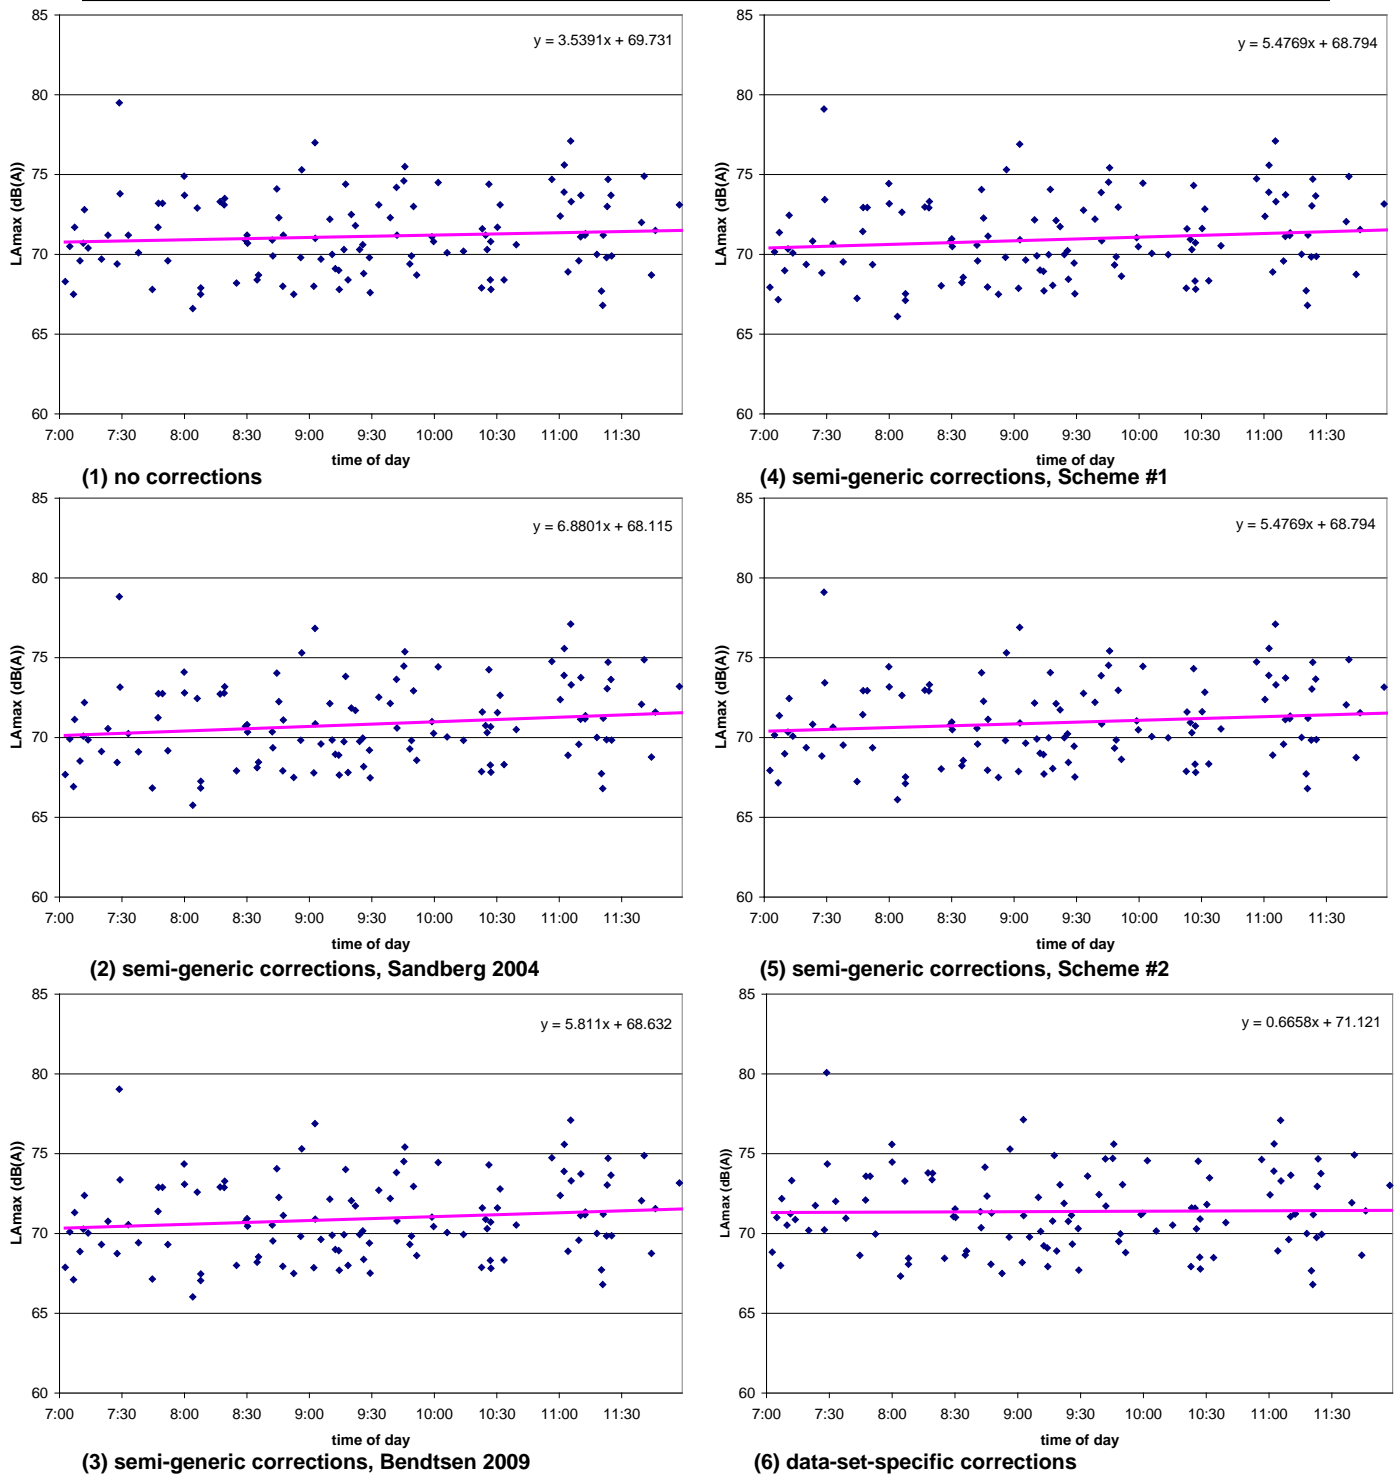 85
80
75
70
65
60
LAmax (dB(A))
y = 3.5391x + 69.731
7:00 7:30 8:00 8:30 9:00 9:30 10:00 10:30 11:00 11:30
time of day
(1) no corrections
85
80
75
70
65
60
LAmax (dB(A))
y = 5.4769x + 68.794
7:00 7:30 8:00 8:30 9:00 9:30 10:00 10:30 11:00 11:30
time of day
(4) semi-generic corrections, Scheme #1
85
80
75
70
65
60
LAmax (dB(A))
y = 6.8801x + 68.115
7:00 7:30 8:00 8:30 9:00 9:30 10:00 10:30 11:00 11:30
time of day
(2) semi-generic corrections, Sandberg 2004
85
80
75
70
65
60
LAmax (dB(A))
y = 5.4769x + 68.794
7:00 7:30 8:00 8:30 9:00 9:30 10:00 10:30 11:00 11:30
time of day
(5) semi-generic corrections, Scheme #2
85
80
75
70
65
60
LAmax (dB(A))
y = 5.811x + 68.632
7:00 7:30 8:00 8:30 9:00 9:30 10:00 10:30 11:00 11:30
time of day
(3) semi-generic corrections, Bendtsen 2009
85
80
75
70
65
60
LAmax (dB(A))
y = 0.6658x + 71.121
7:00 7:30 8:00 8:30 9:00 9:30 10:00 10:30 11:00 11:30
time of day
(6) data-set-specific corrections